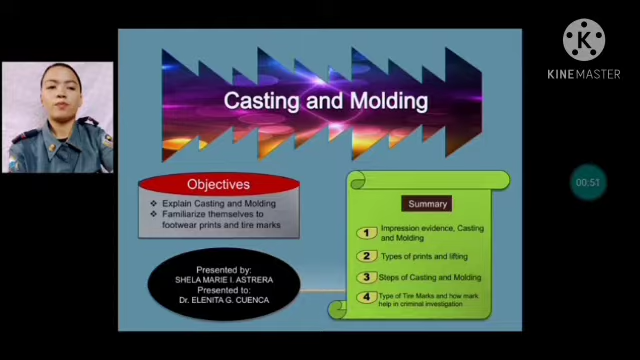 Casting and Molding
K
KINEMASTER
Objectives
❖ Explain Casting and Molding
❖ Familiarize themselves to
footwear prints and tire marks
Presented by:
SHELA MARIE I. ASTRERA
Presented to:
Dr. ELENITA G. CUENCA
Summary
1 Impression evidence, Casting
and Molding
2 Types of prints and lifting
3 Steps of Casting and Molding
4 Type of Tire Marks and how mark
help in criminal investigation
00:51